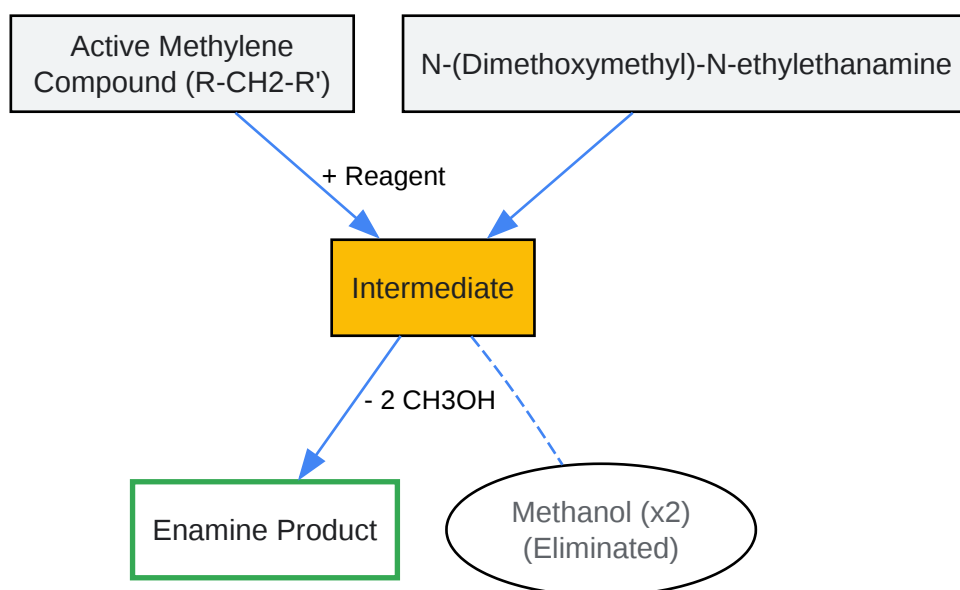 Active Methylene
Compound (R-CH2-R')
N-(Dimethoxymethyl)-N-ethylethanamine
+ Reagent
Intermediate
- 2 CH3OH
Enamine Product
Methanol (x2)
(Eliminated)